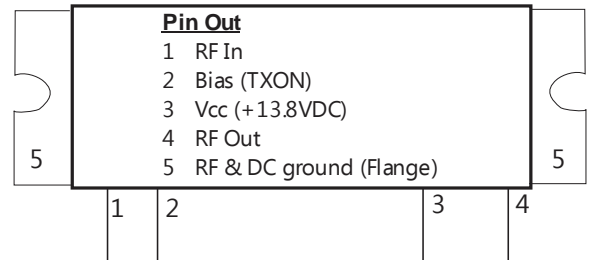 Pin Out
1 RF In
2 Bias (TXON)
3 Vcc (+13.8VDC)
4 RF Out
5 RF & DC ground (Flange)
5 5
1 2 3 4